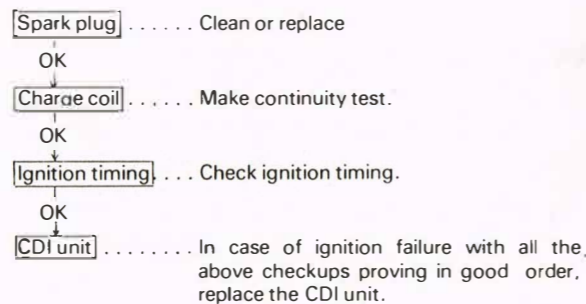 Spark plug ...... Clean or replace
OK
Charge coil ...... Make continuity test.
OK
Ignition timing. ... Check ignition timing.
OK
CDI unit ........ In case of ignition failure with all the
above checkups proving in good order,
replace the CDI unit.